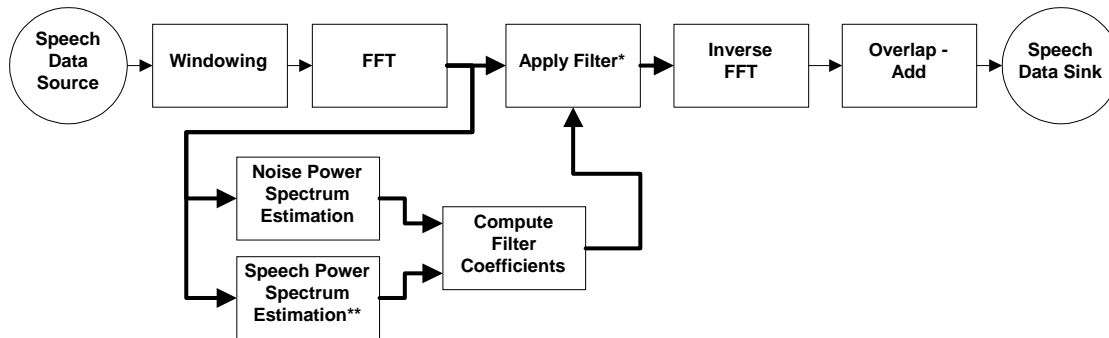 Speech
Data
Source
Windowing
FFT
Apply Filter*
Inverse
FFT
Overlap -
Add
Speech
Data Sink
Noise Power
Spectrum
Estimation
Compute
Filter
Coefficients
Speech Power
Spectrum
Estimation**